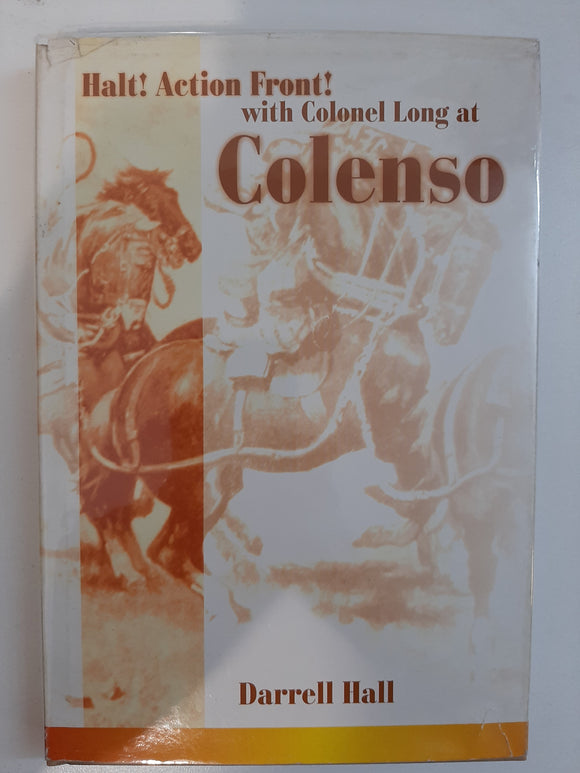 Halt! Action Front!
with Colonel Long at
Colenso
Darrell Hall